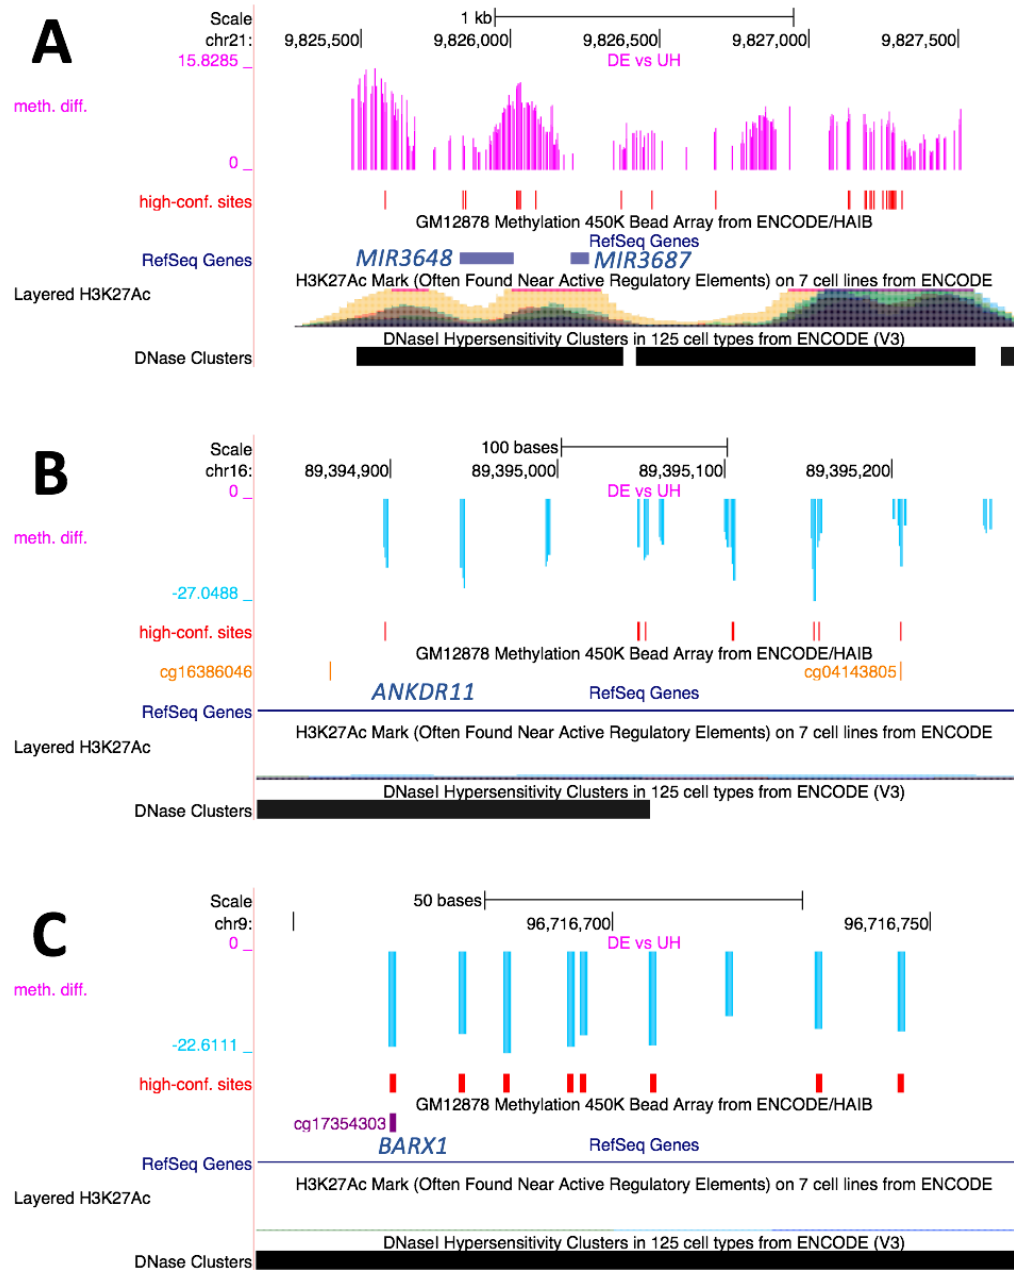 A
Scale 1 kb
chr21: 9,825,500 9,826,000 9,826,500 9,827,000 9,827,500
15.8285 _ DE vs UH
meth. diff.
0 _
high-conf. sites
GM12878 Methylation 450K Bead Array from ENCODE/HAIB
RefSeq Genes
RefSeq Genes MIR3648 MIR3687
H3K27Ac Mark (Often Found Near Active Regulatory Elements) on 7 cell lines from ENCODE
Layered H3K27Ac
DNaseI Hypersensitivity Clusters in 125 cell types from ENCODE (V3)
DNase Clusters
B
Scale 100 bases
chr16: 89,394,900 89,395,000 89,395,100 89,395,200
0 _ DE vs UH
meth. diff.
-27.0488 _
high-conf. sites
GM12878 Methylation 450K Bead Array from ENCODE/HAIB
cg16386046 cg04143805
ANKDR11 RefSeq Genes
RefSeq Genes
H3K27Ac Mark (Often Found Near Active Regulatory Elements) on 7 cell lines from ENCODE
Layered H3K27Ac
DNaseI Hypersensitivity Clusters in 125 cell types from ENCODE (V3)
DNase Clusters
C
Scale 50 bases
chr9: 96,716,700 96,716,750
0 _ DE vs UH
meth. diff.
-22.6111 _
high-conf. sites
GM12878 Methylation 450K Bead Array from ENCODE/HAIB
cg17354303
BARX1 RefSeq Genes
RefSeq Genes
H3K27Ac Mark (Often Found Near Active Regulatory Elements) on 7 cell lines from ENCODE
Layered H3K27Ac
DNaseI Hypersensitivity Clusters in 125 cell types from ENCODE (V3)
DNase Clusters